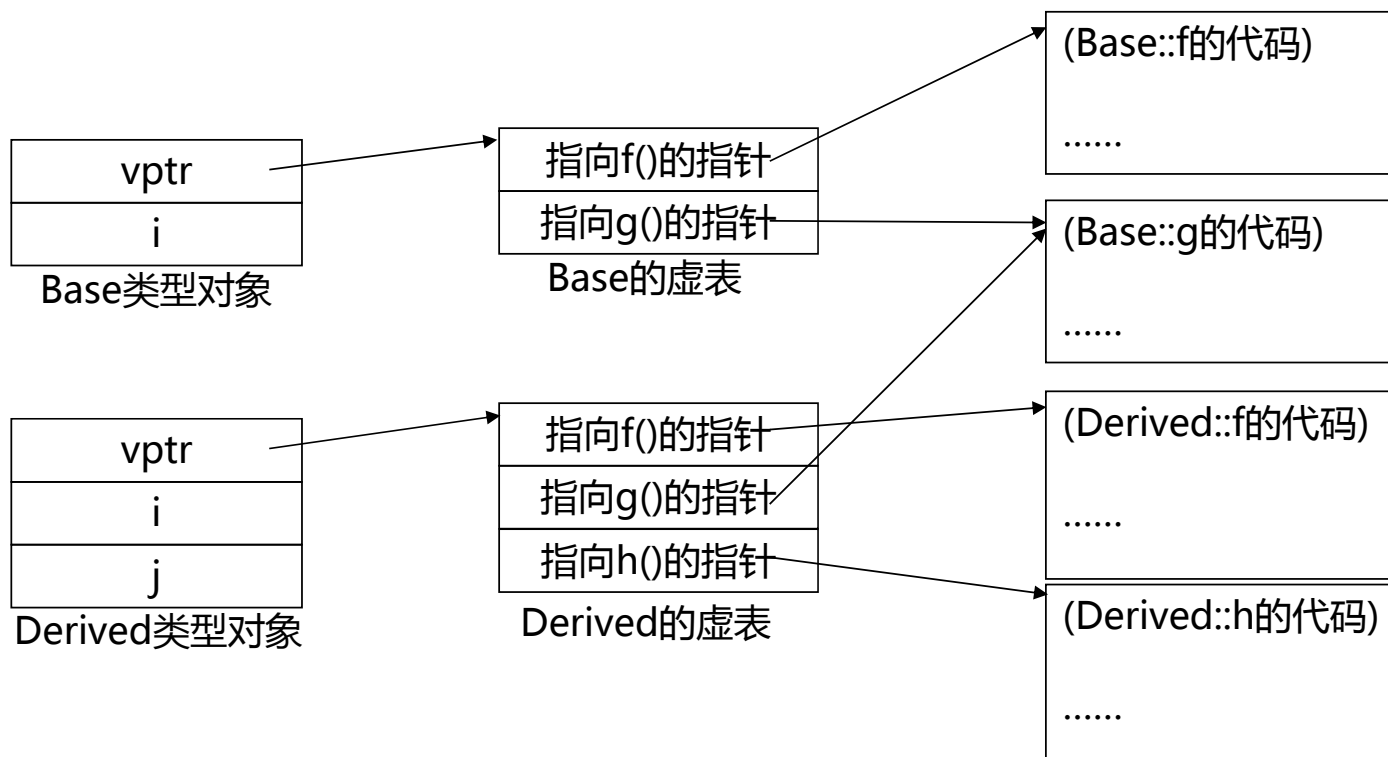 vptr
i
Base类型对象
指向f()的指针
指向g()的指针
Base的虚表
(Base::f的代码)
......
(Base::g的代码)
......
vptr
i
j
Derived类型对象
指向f()的指针
指向g()的指针
指向h()的指针
Derived的虚表
(Derived::f的代码)
......
(Derived::h的代码)
......